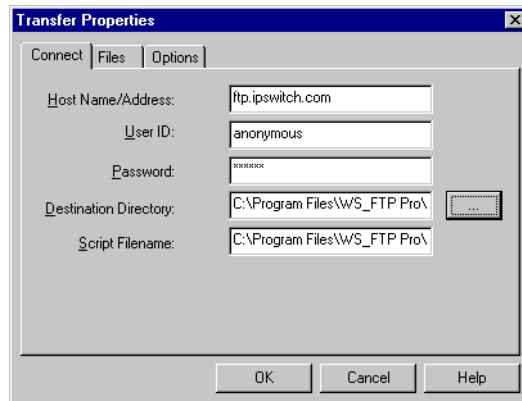 Transfer Properties
Connect Files Options
Host Name/Address: ftp.ipswitch.com
User ID: anonymous
Password: ******
Destination Directory: C:\Program Files\WS_FTP Pro\ ...
Script Filename: C:\Program Files\WS_FTP Pro\
OK Cancel Help